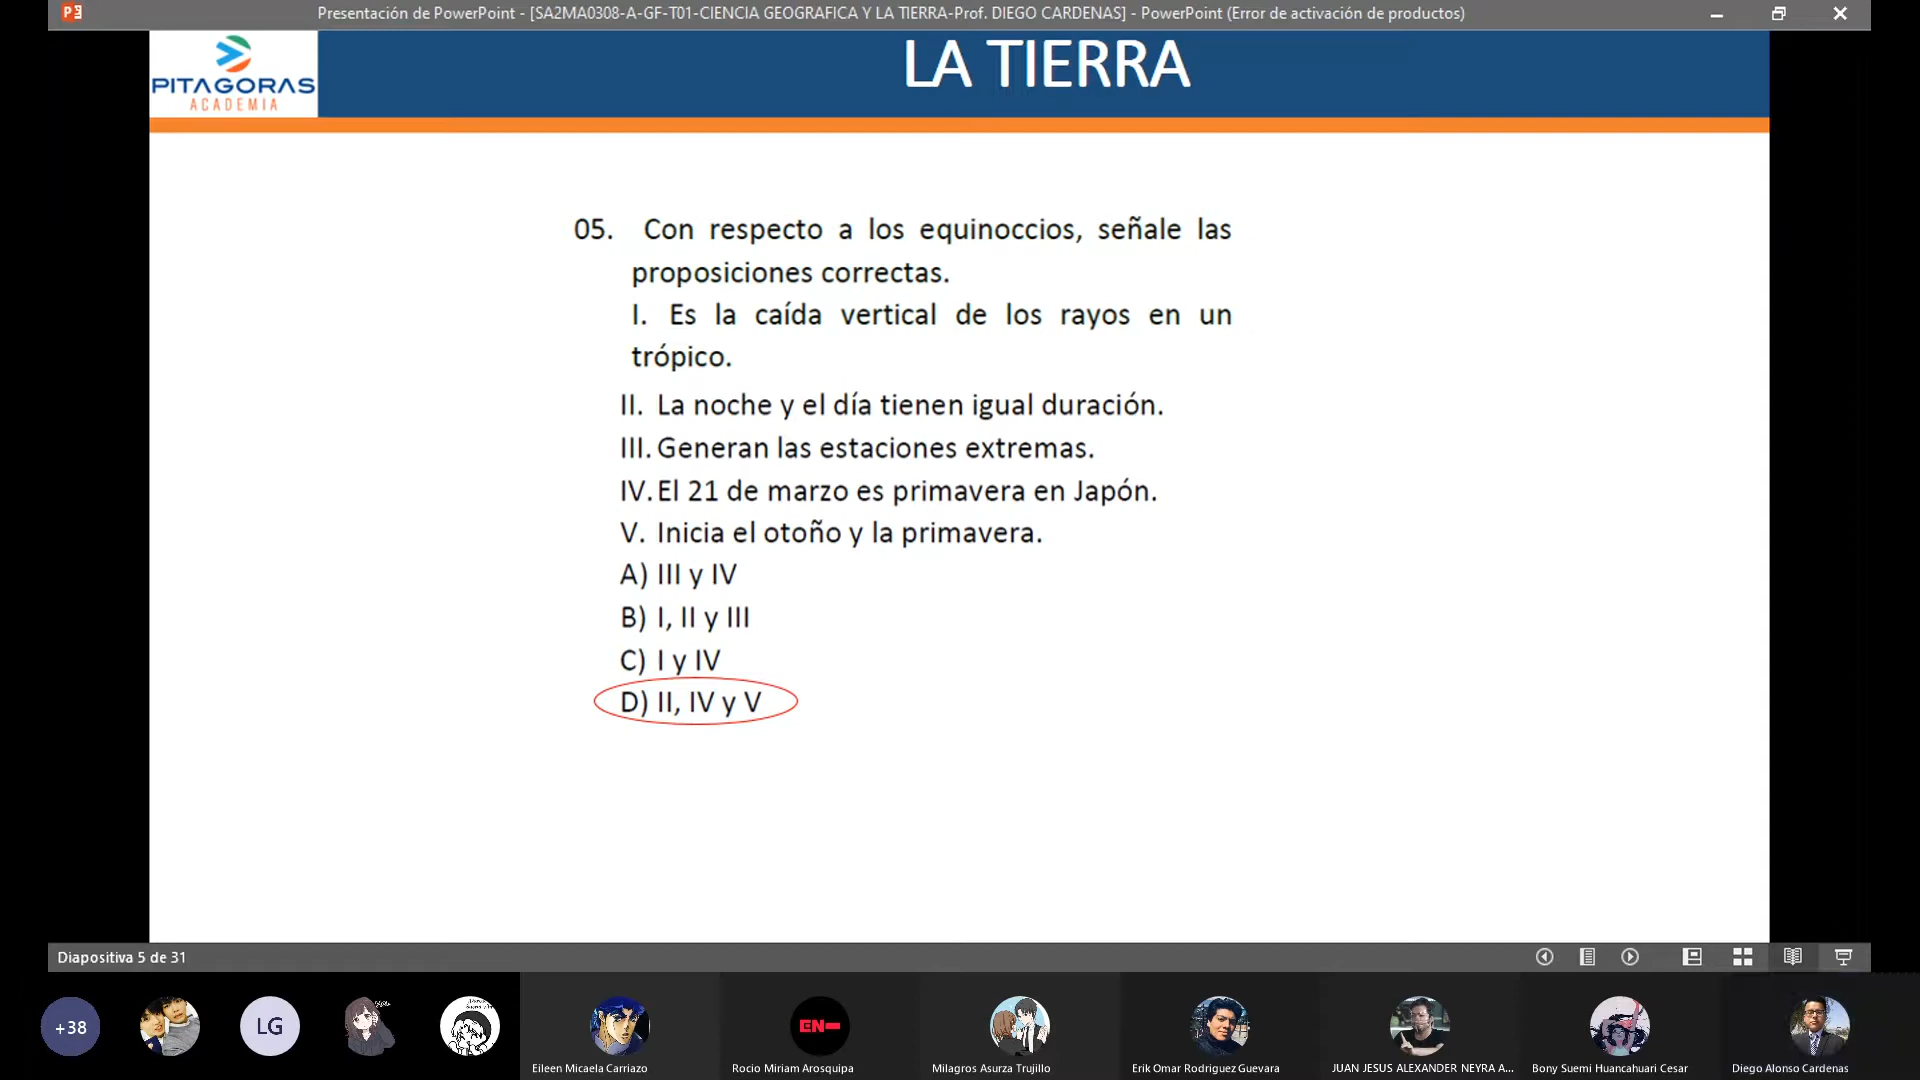 Presentación de PowerPoint - [SA2MA0308-A-GF-T01-CIENCIA GEOGRAFICA Y LA TIERRA-Prof. DIEGO CARDENAS] - PowerPoint (Error de activación de productos)
PITAGORAS
ACADEMIA
LA TIERRA
05. Con respecto a los equinoccios, señale las
proposiciones correctas.
I. Es la caída vertical de los rayos en un
trópico.
II. La noche y el día tienen igual duración.
III. Generan las estaciones extremas.
IV. El 21 de marzo es primavera en Japón.
V. Inicia el otoño y la primavera.
A) III y IV
B) I, II y III
C) I y IV
D) II, IV y V
Diapositiva 5 de 31
+38
LG
EN
Eileen Micaela Carriazo
Rocio Miriam Arosquipa
Milagros Asurza Trujillo
Erik Omar Rodriguez Guevara
JUAN JESUS ALEXANDER NEYRA A...
Bony Suemi Huancahuari Cesar
Diego Alonso Cardenas